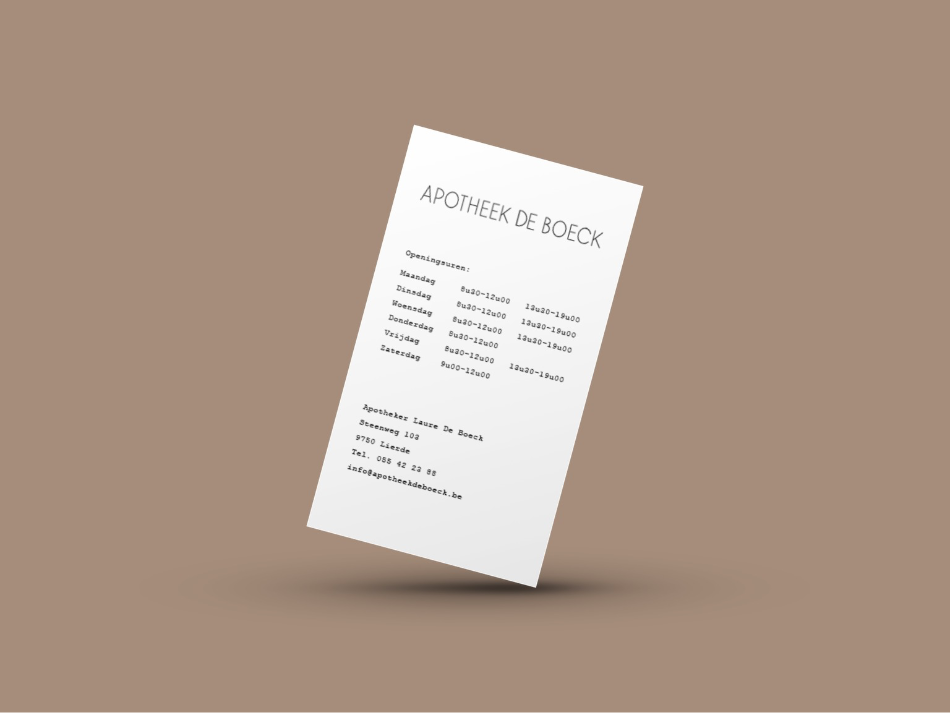 APOTHEEK DE BOECK
Openingsuren:
Maandag 8u30-12u00 13u30-19u00
Dinsdag 8u30-12u00 13u30-19u00
Woensdag 8u30-12u00 13u30-19u00
Donderdag 8u30-12u00
Vrijdag 8u30-12u00 13u30-19u00
Zaterdag 9u00-12u00
Apotheker Laure De Boeck
Steenweg 103
9750 Lierde
Tel. 055 42 23 88
info@apotheekdeboeck.be